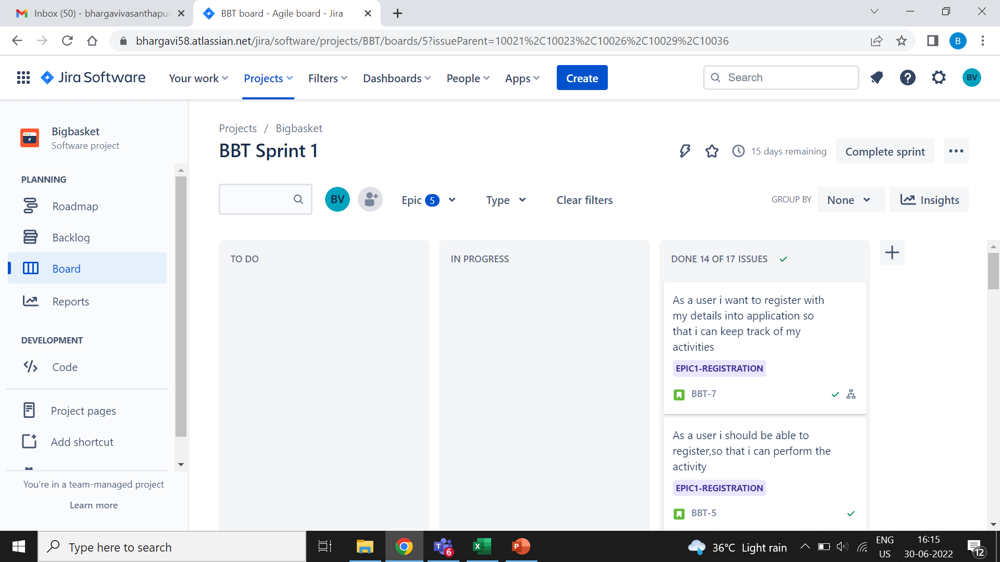 Inbox (50) - bhargavivasanthapu
BBT board - Agile board - Jira
bhargavi58.atlassian.net/jira/software/projects/BBT/boards/5?issueParent=10021%2C10023%2C10026%2C10029%2C10036
B
Jira Software
Your work
Projects
Filters
Dashboards
People
Apps
Create
Search
BV
Bigbasket
Software project
PLANNING
Roadmap
Backlog
Board
Reports
DEVELOPMENT
Code
Project pages
Add shortcut
You're in a team-managed project
Learn more
Projects / Bigbasket
BBT Sprint 1
15 days remaining
Complete sprint
BV
Epic 5
Type
Clear filters
GROUP BY
None
Insights
TO DO
IN PROGRESS
DONE 14 OF 17 ISSUES
As a user i want to register with
my details into application so
that i can keep track of my
activities
EPIC1-REGISTRATION
BBT-7
As a user i should be able to
register,so that i can perform the
activity
EPIC1-REGISTRATION
BBT-5
Type here to search
T
6
X
P
36°C Light rain
ENG
US
16:15
30-06-2022
12